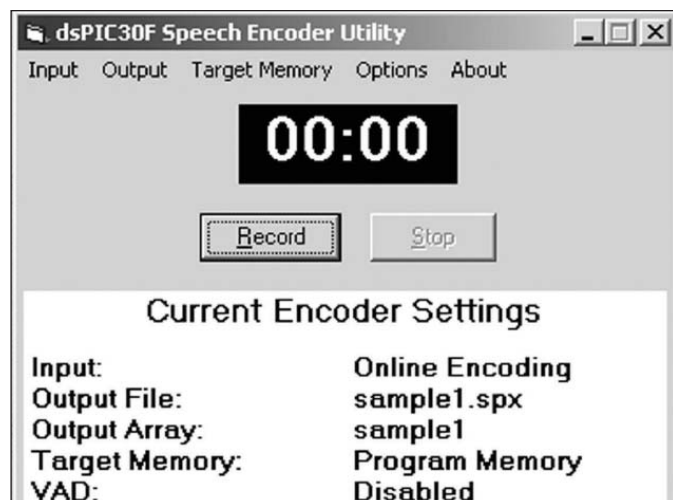 dsPIC30F Speech Encoder Utility
Input Output Target Memory Options About
00:00
Record Stop
Current Encoder Settings
Input: Online Encoding
Output File: sample1.spx
Output Array: sample1
Target Memory: Program Memory
VAD: Disabled